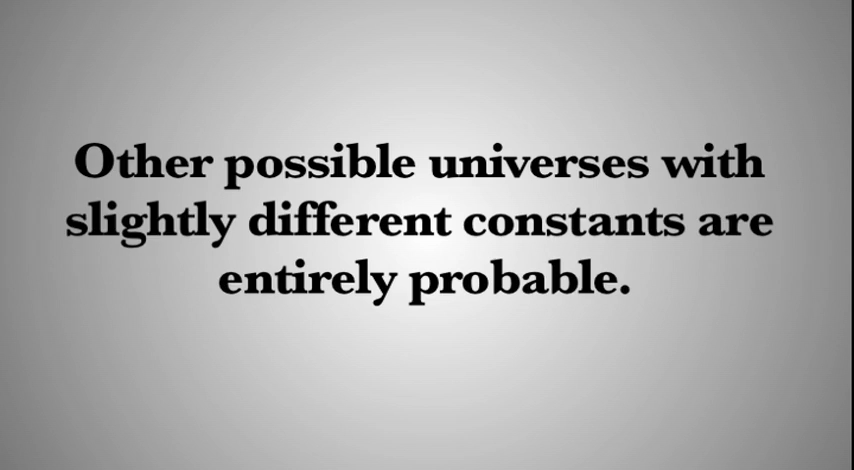 Other possible universes with
slightly different constants are
entirely probable.